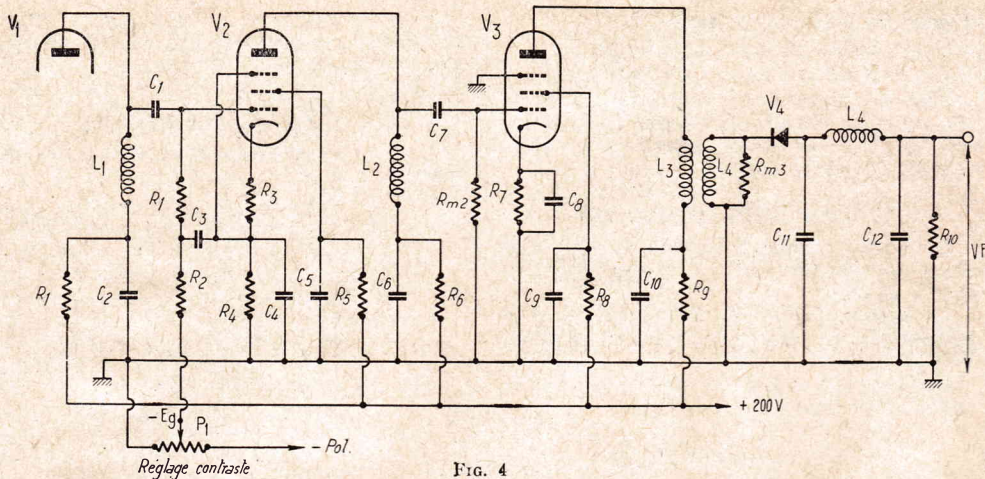 V1
V2
V3
V4
C1
C7
L4
L1
R1
C3
R3
L2
Rm2
R7
C8
L3
L4
Rm3
R1
C2
R2
R4
C4
C5
R5
C6
R6
C9
R8
C10
R9
C11
C12
R10
VF
-Eg
P1
+ 200 V
- Pol.
Réglage contraste
FIG. 4